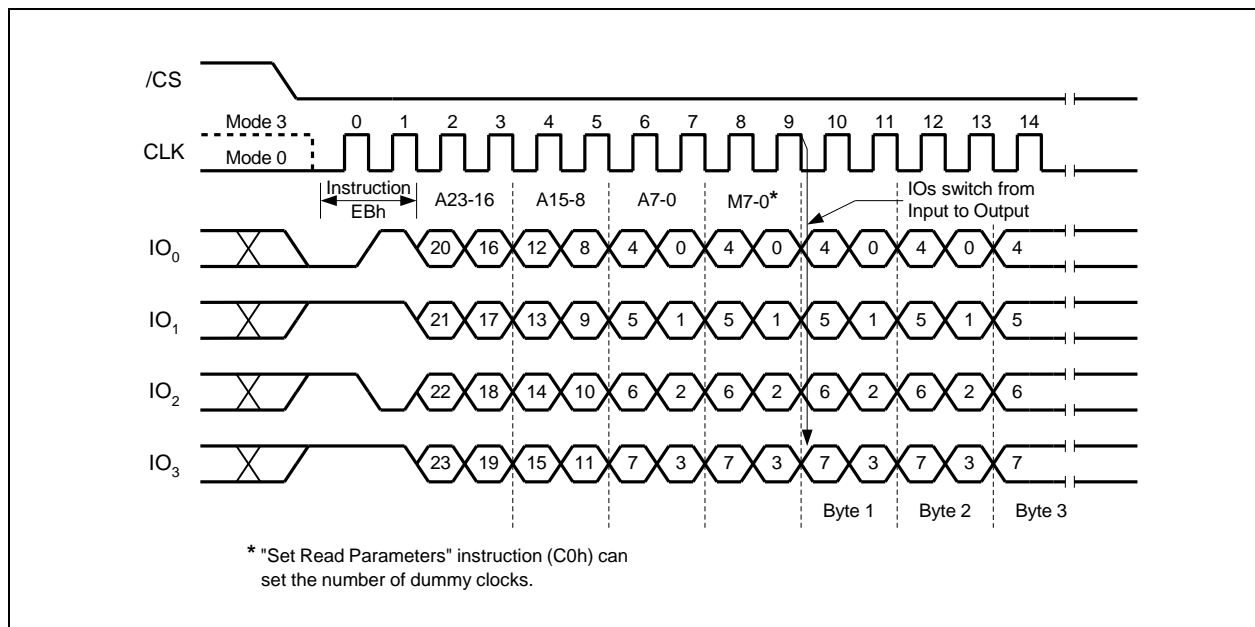 /CS
Mode 3 0 1 2 3 4 5 6 7 8 9 10 11 12 13 14
CLK Mode 0
Instruction
EBh
A23-16 A15-8 A7-0 M7-0*
IOs switch from
Input to Output
IO0 20 16 12 8 4 0 4 0 4 0 4 0 4
IO1 21 17 13 9 5 1 5 1 5 1 5 1 5
IO2 22 18 14 10 6 2 6 2 6 2 6 2 6
IO3 23 19 15 11 7 3 7 3 7 3 7 3 7
Byte 1 Byte 2 Byte 3
* "Set Read Parameters" instruction (C0h) can
set the number of dummy clocks.